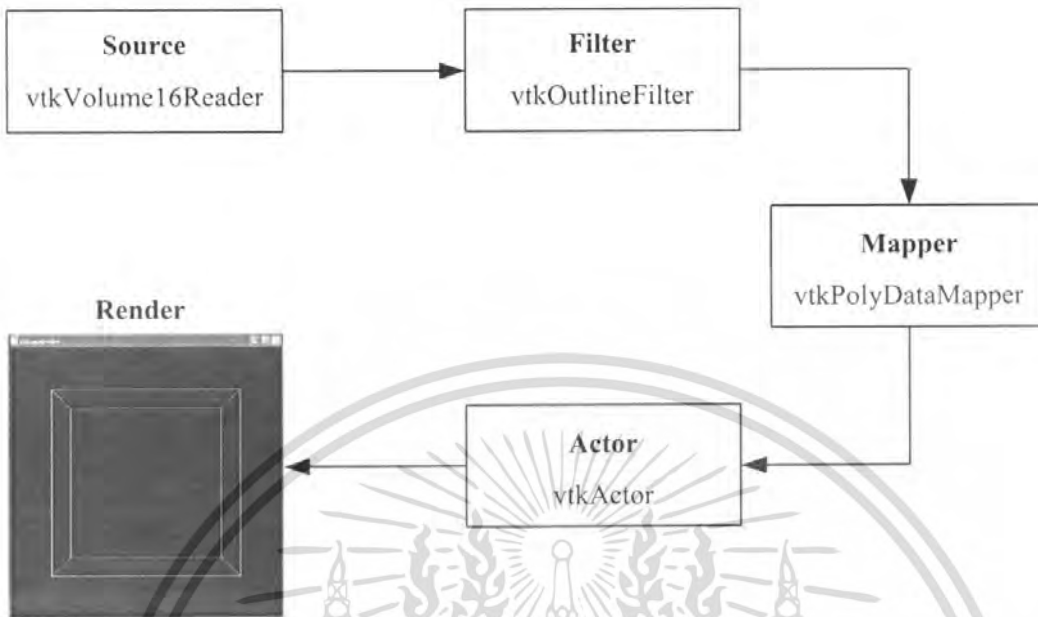 Source
vtkVolume16Reader
Filter
vtkOutlineFilter
Mapper
vtkPolyDataMapper
Actor
vtkActor
Render